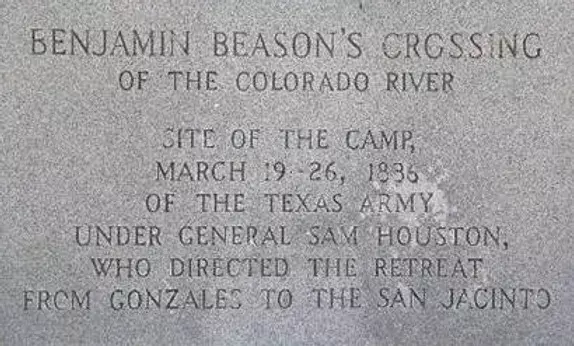 BENJAMIN BEASON'S CROSSING
OF THE COLORADO RIVER
SITE OF THE CAMP,
MARCH 19--26, 1836
OF THE TEXAS ARMY
UNDER GENERAL SAM HOUSTON,
WHO DIRECTED THE RETREAT
FROM GONZALES TO THE SAN JACINTO